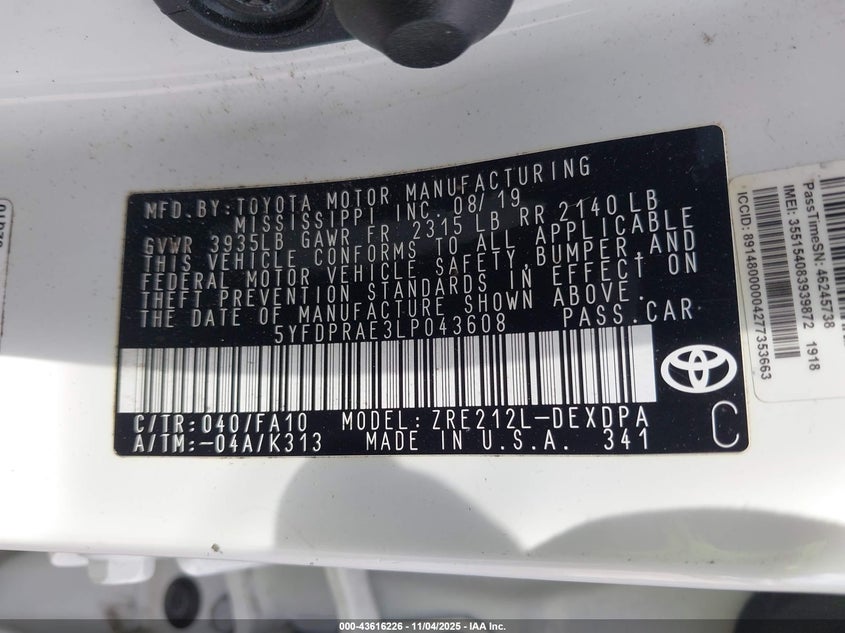 MFD.BY:TOYOTA MOTOR MANUFACTURING
MISSISSIPPI INC. 08/19
GVWR 3935LB GAWR FR 2315 LB RR 2140 LB
THIS VEHICLE CONFORMS TO ALL APPLICABLE
FEDERAL MOTOR VEHICLE SAFETY, BUMPER, AND
THEFT PREVENTION STANDARDS IN EFFECT ON
THE DATE OF MANUFACTURE SHOWN ABOVE.
5YFDPRAE3LP043608 PASS.CAR
C/TR:040/FA10 MODEL:ZRE212L-DEXDPA
A/TM:-04A/K313 MADE IN U.S.A. 341
C
PassTimeSN: 46245738
IMEI: 355154083939872 1918
ICCID: 89148000004277353663
000-43616226 - 11/04/2025 - IAA Inc.